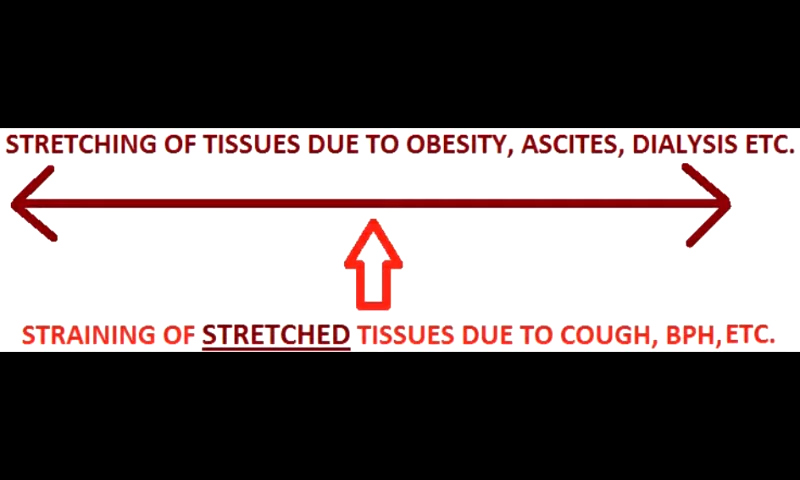 STRETCHING OF TISSUES DUE TO OBESITY, ASCITES, DIALYSIS ETC.
STRAINING OF STRETCHED TISSUES DUE TO COUGH, BPH, ETC.